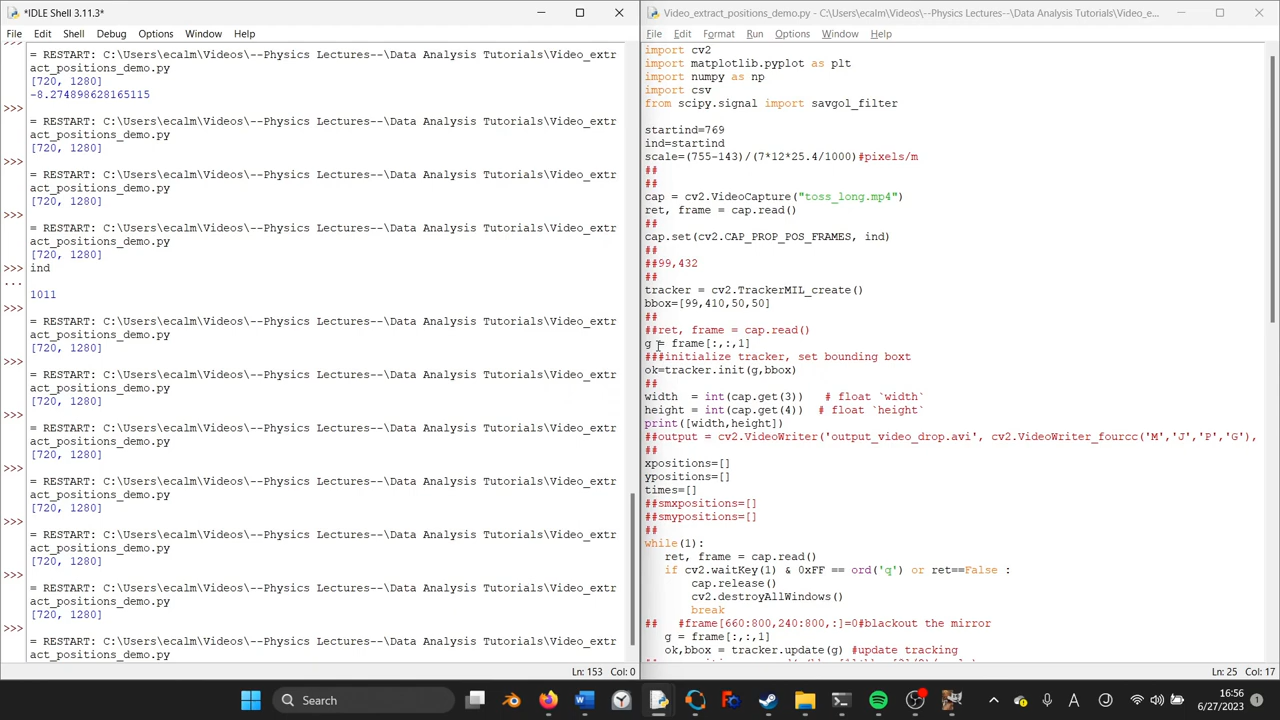 *IDLE Shell 3.11.3*
File Edit Shell Debug Options Window Help
= RESTART: C:\Users\ecalm\Videos\--Physics Lectures--\Data Analysis Tutorials\Video_extr
act_positions_demo.py
[720, 1280]
-8.274898628165115
>>>
= RESTART: C:\Users\ecalm\Videos\--Physics Lectures--\Data Analysis Tutorials\Video_extr
act_positions_demo.py
[720, 1280]
>>>
= RESTART: C:\Users\ecalm\Videos\--Physics Lectures--\Data Analysis Tutorials\Video_extr
act_positions_demo.py
[720, 1280]
>>>
= RESTART: C:\Users\ecalm\Videos\--Physics Lectures--\Data Analysis Tutorials\Video_extr
act_positions_demo.py
[720, 1280]
>>> ind
...
1011
>>>
= RESTART: C:\Users\ecalm\Videos\--Physics Lectures--\Data Analysis Tutorials\Video_extr
act_positions_demo.py
[720, 1280]
>>>
= RESTART: C:\Users\ecalm\Videos\--Physics Lectures--\Data Analysis Tutorials\Video_extr
act_positions_demo.py
[720, 1280]
>>>
= RESTART: C:\Users\ecalm\Videos\--Physics Lectures--\Data Analysis Tutorials\Video_extr
act_positions_demo.py
[720, 1280]
>>>
= RESTART: C:\Users\ecalm\Videos\--Physics Lectures--\Data Analysis Tutorials\Video_extr
act_positions_demo.py
[720, 1280]
>>>
= RESTART: C:\Users\ecalm\Videos\--Physics Lectures--\Data Analysis Tutorials\Video_extr
act_positions_demo.py
[720, 1280]
>>>
= RESTART: C:\Users\ecalm\Videos\--Physics Lectures--\Data Analysis Tutorials\Video_extr
act_positions_demo.py
[720, 1280]
>>>
= RESTART: C:\Users\ecalm\Videos\--Physics Lectures--\Data Analysis Tutorials\Video_extr
act_positions_demo.py
Ln: 153 Col: 0
Video_extract_positions_demo.py - C:\Users\ecalm\Videos\--Physics Lectures--\Data Analysis Tutorials\Video_e...
File Edit Format Run Options Window Help
import cv2
import matplotlib.pyplot as plt
import numpy as np
import csv
from scipy.signal import savgol_filter
startind=769
ind=startind
scale=(755-143)/(7*12*25.4/1000)#pixels/m
##
##
cap = cv2.VideoCapture("toss_long.mp4")
ret, frame = cap.read()
##
cap.set(cv2.CAP_PROP_POS_FRAMES, ind)
##
##99,432
##
tracker = cv2.TrackerMIL_create()
bbox=[99,410,50,50]
##
##ret, frame = cap.read()
g = frame[:,:,1]
###initialize tracker, set bounding boxt
ok=tracker.init(g,bbox)
##
width  = int(cap.get(3))   # float `width`
height = int(cap.get(4))  # float `height`
print([width,height])
##output = cv2.VideoWriter('output_video_drop.avi', cv2.VideoWriter_fourcc('M','J','P','G'),
##
xpositions=[]
ypositions=[]
times=[]
##smxpositions=[]
##smypositions=[]
##
while(1):
ret, frame = cap.read()
if cv2.waitKey(1) & 0xFF == ord('q') or ret==False :
cap.release()
cv2.destroyAllWindows()
break
##   #frame[660:800,240:800,:]=0#blackout the mirror
g = frame[:,:,1]
ok,bbox = tracker.update(g) #update tracking
Ln: 25 Col: 17
Search
16:56
6/27/2023